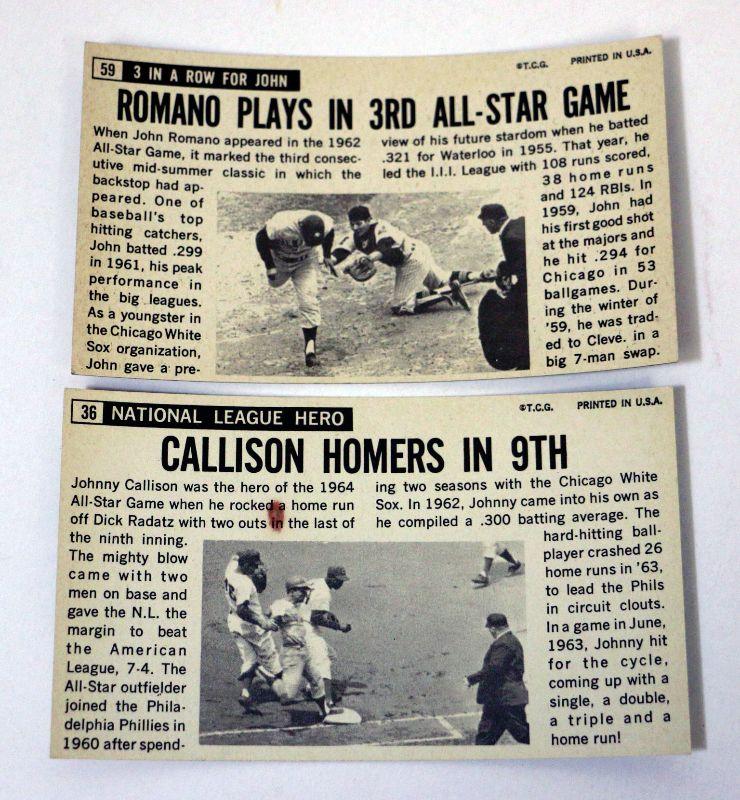 59 3 IN A ROW FOR JOHN
©T.C.G. PRINTED IN U.S.A.
ROMANO PLAYS IN 3RD ALL-STAR GAME
When John Romano appeared in the 1962
All-Star Game, it marked the third consec-
utive mid-summer classic in which the
backstop had ap-
peared. One of
baseball's top
hitting catchers,
John batted .299
in 1961, his peak
performance in
the big leagues.
As a youngster in
the Chicago White
Sox organization,
John gave a pre-
view of his future stardom when he batted
.321 for Waterloo in 1955. That year, he
led the I.I.I. League with 108 runs scored,
38 home runs
and 124 RBIs. In
1959, John had
his first good shot
at the majors and
he hit .294 for
Chicago in 53
ballgames. Dur-
ing the winter of
'59, he was trad-
ed to Cleve. in a
big 7-man swap.
36 NATIONAL LEAGUE HERO
©T.C.G. PRINTED IN U.S.A.
CALLISON HOMERS IN 9TH
Johnny Callison was the hero of the 1964
All-Star Game when he rocked a home run
off Dick Radatz with two outs in the last of
the ninth inning.
The mighty blow
came with two
men on base and
gave the N.L. the
margin to beat
the American
League, 7-4. The
All-Star outfielder
joined the Phila-
delphia Phillies in
1960 after spend-
ing two seasons with the Chicago White
Sox. In 1962, Johnny came into his own as
he compiled a .300 batting average. The
hard-hitting ball-
player crashed 26
home runs in '63,
to lead the Phils
in circuit clouts.
In a game in June,
1963, Johnny hit
for the cycle,
coming up with a
single, a double,
a triple and a
home run!